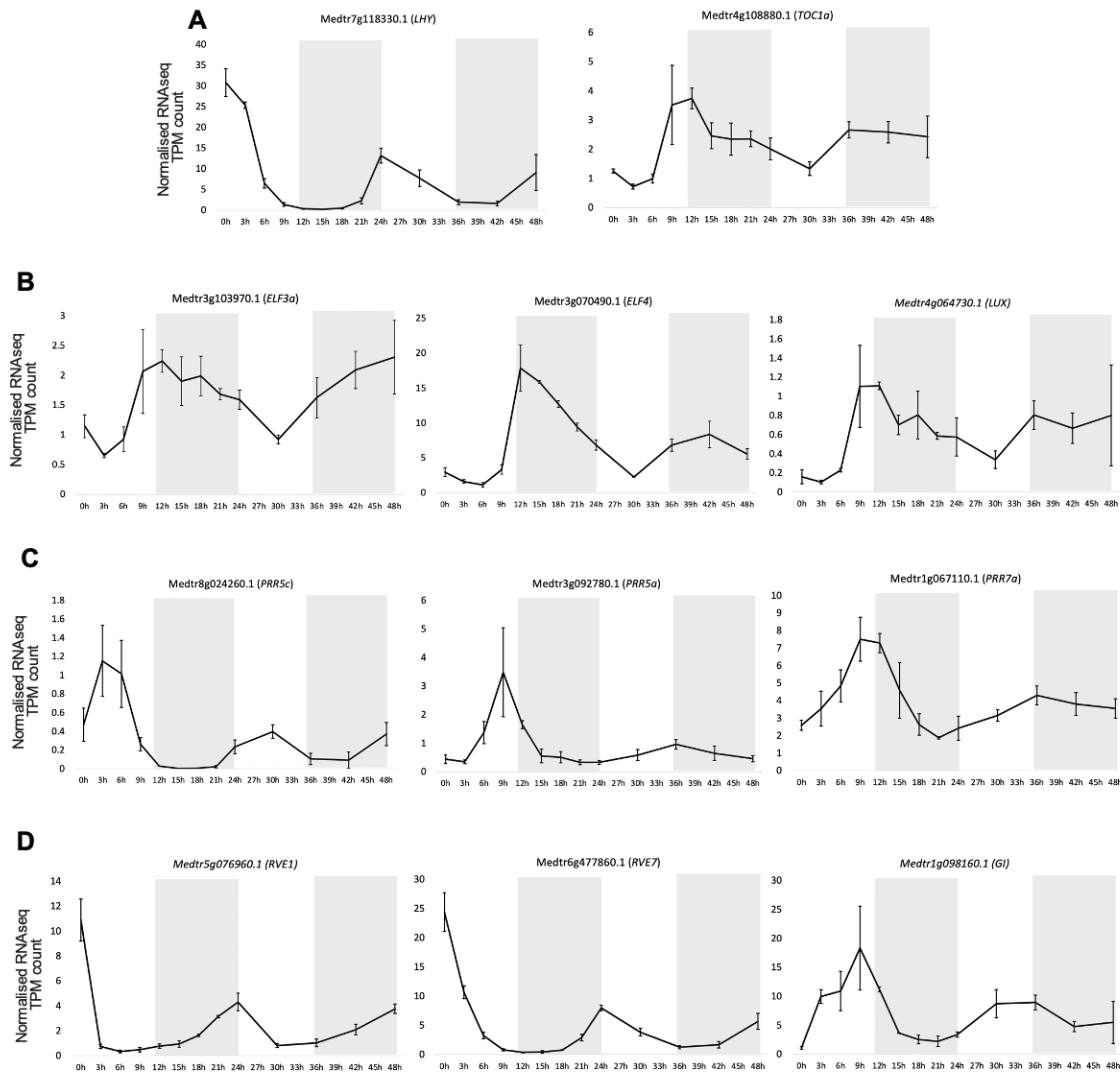 A
Medtr7g118330.1 (LHY)
Normalised RNAseq
TPM count
40
35
30
25
20
15
10
5
0
0h 3h 6h 9h 12h 15h 18h 21h 24h 27h 30h 33h 36h 39h 42h 45h 48h
Medtr4g108880.1 (TOC1a)
6
5
4
3
2
1
0
0h 3h 6h 9h 12h 15h 18h 21h 24h 27h 30h 33h 36h 39h 42h 45h 48h
B
Medtr3g103970.1 (ELF3a)
Normalised RNAseq
TPM count
3
2.5
2
1.5
1
0.5
0
0h 3h 6h 9h 12h 15h 18h 21h 24h 27h 30h 33h 36h 39h 42h 45h 48h
Medtr3g070490.1 (ELF4)
25
20
15
10
5
0
0h 3h 6h 9h 12h 15h 18h 21h 24h 27h 30h 33h 36h 39h 42h 45h 48h
Medtr4g064730.1 (LUX)
1.8
1.6
1.4
1.2
1
0.8
0.6
0.4
0.2
0
0h 3h 6h 9h 12h 15h 18h 21h 24h 27h 30h 33h 36h 39h 42h 45h 48h
C
Medtr8g024260.1 (PRR5c)
Normalised RNAseq
TPM count
1.8
1.6
1.4
1.2
1
0.8
0.6
0.4
0.2
0
0h 3h 6h 9h 12h 15h 18h 21h 24h 27h 30h 33h 36h 39h 42h 45h 48h
Medtr3g092780.1 (PRR5a)
6
5
4
3
2
1
0
0h 3h 6h 9h 12h 15h 18h 21h 24h 27h 30h 33h 36h 39h 42h 45h 48h
Medtr1g067110.1 (PRR7a)
10
9
8
7
6
5
4
3
2
1
0
0h 3h 6h 9h 12h 15h 18h 21h 24h 27h 30h 33h 36h 39h 42h 45h 48h
D
Medtr5g076960.1 (RVE1)
Normalised RNAseq
TPM count
14
12
10
8
6
4
2
0
0h 3h 6h 9h 12h 15h 18h 21h 24h 27h 30h 33h 36h 39h 42h 45h 48h
Medtr6g477860.1 (RVE7)
30
25
20
15
10
5
0
0h 3h 6h 9h 12h 15h 18h 21h 24h 27h 30h 33h 36h 39h 42h 45h 48h
Medtr1g098160.1 (GI)
30
25
20
15
10
5
0
0h 3h 6h 9h 12h 15h 18h 21h 24h 27h 30h 33h 36h 39h 42h 45h 48h